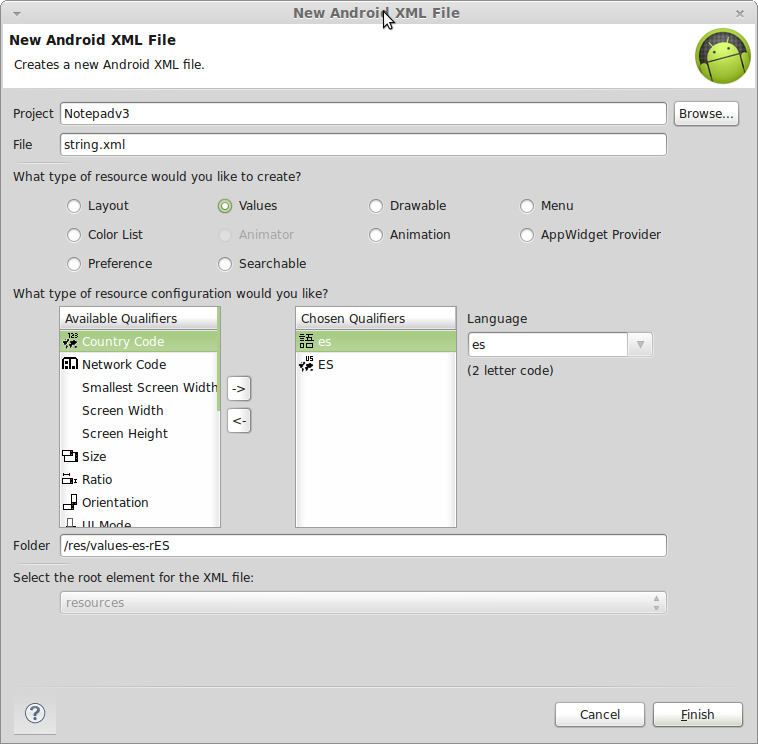 New Android XML File
New Android XML File
Creates a new Android XML file.
Project Notepadv3 Browse...
File string.xml
What type of resource would you like to create?
Layout Values Drawable Menu
Color List Animator Animation AppWidget Provider
Preference Searchable
What type of resource configuration would you like?
Available Qualifiers Chosen Qualifiers Language
123 Country Code 語言 es es
Network Code US ES (2 letter code)
Smallest Screen Width ->
Screen Width
Screen Height <-
Size
Ratio
Orientation
UI Mode
Folder /res/values-es-rES
Select the root element for the XML file:
resources
? Cancel Finish